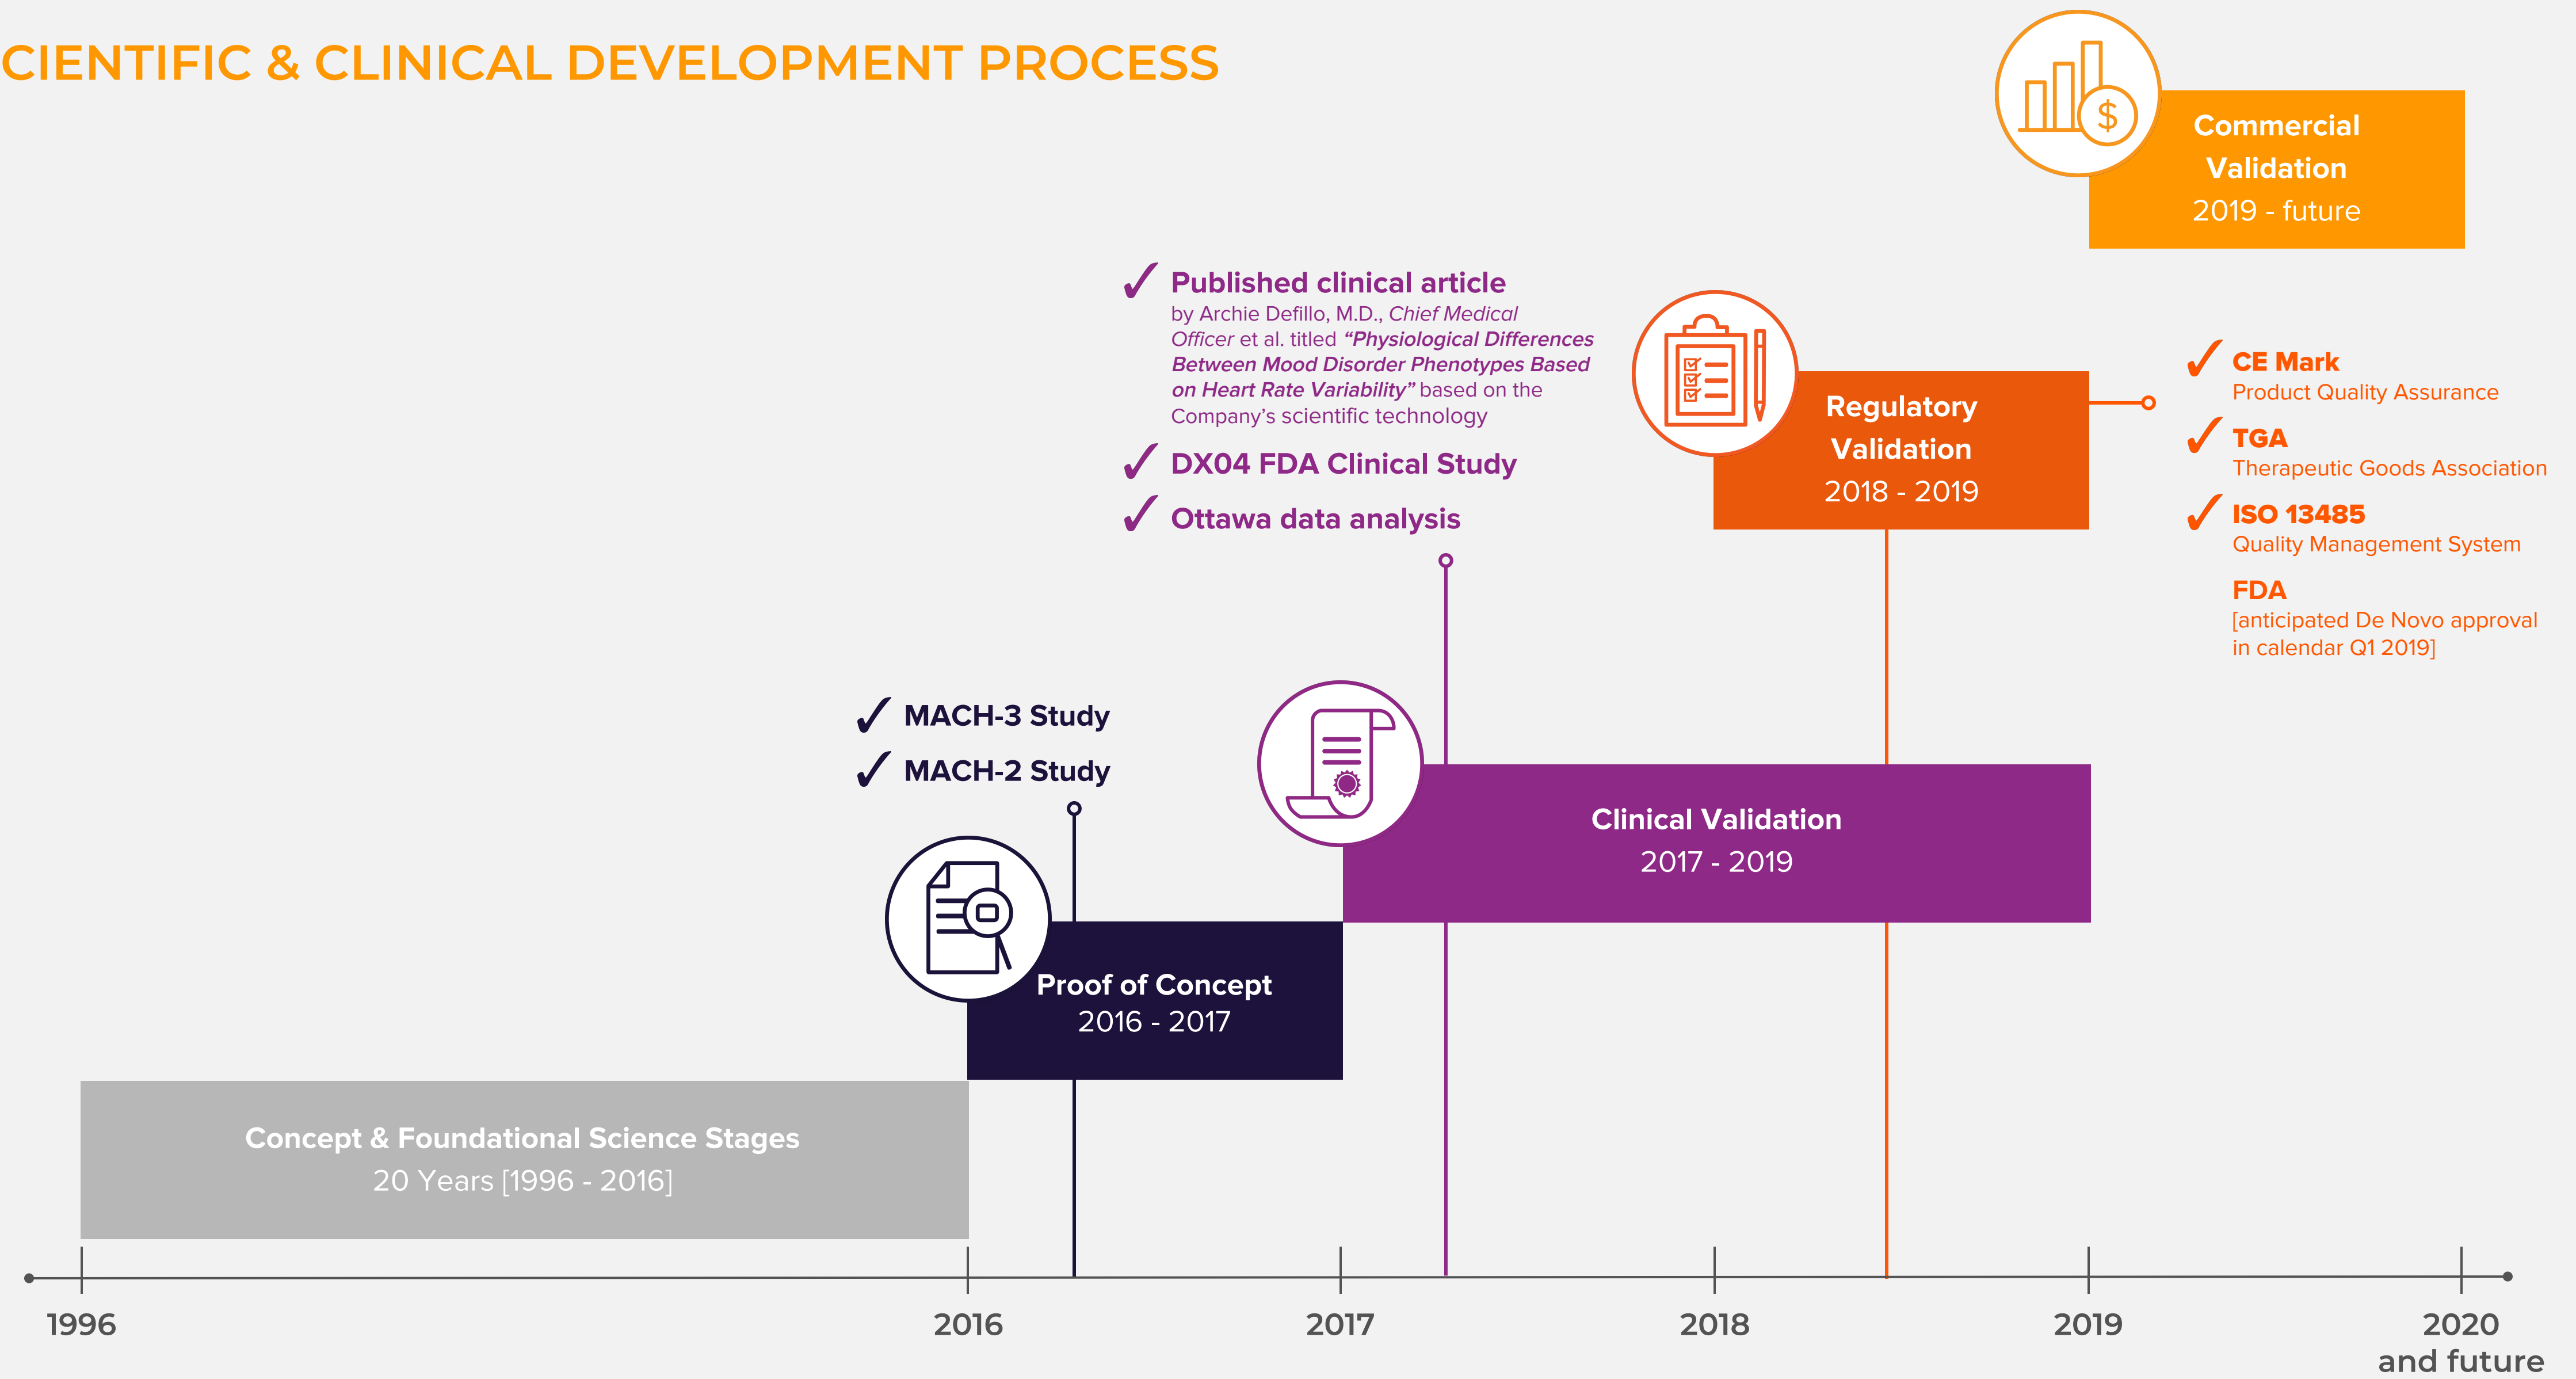 CIENTIFIC & CLINICAL DEVELOPMENT PROCESS
$
Commercial
Validation
2019 - future
Published clinical article
by Archie Defillo, M.D., Chief Medical
Officer et al. titled “Physiological Differences
Between Mood Disorder Phenotypes Based
on Heart Rate Variability” based on the
Company’s scientific technology
DX04 FDA Clinical Study
Ottawa data analysis
Regulatory
Validation
2018 - 2019
CE Mark
Product Quality Assurance
TGA
Therapeutic Goods Association
ISO 13485
Quality Management System
FDA
[anticipated De Novo approval
in calendar Q1 2019]
MACH-3 Study
MACH-2 Study
Clinical Validation
2017 - 2019
Proof of Concept
2016 - 2017
Concept & Foundational Science Stages
20 Years [1996 - 2016]
1996
2016
2017
2018
2019
2020
and future